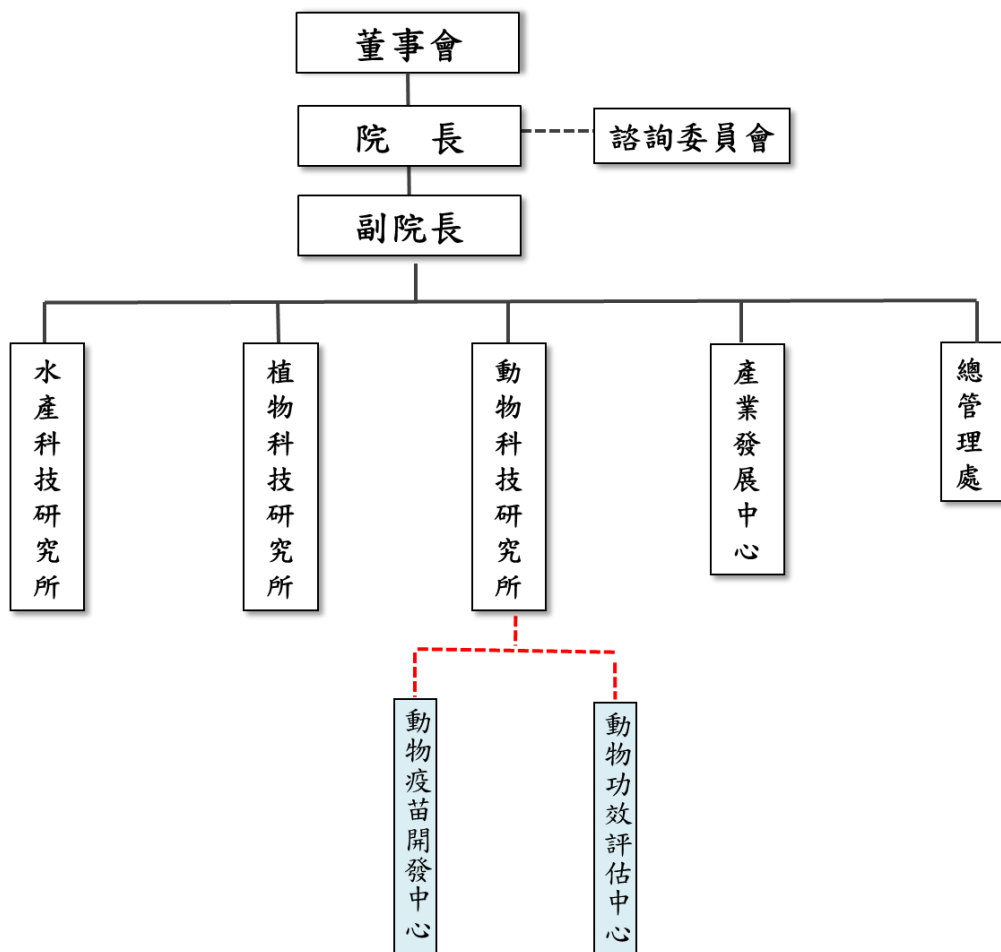 董事會
院 長
諮詢委員會
副院長
水產科技研究所
植物科技研究所
動物科技研究所
產業發展中心
總管理處
動物疫苗開發中心
動物功效評估中心